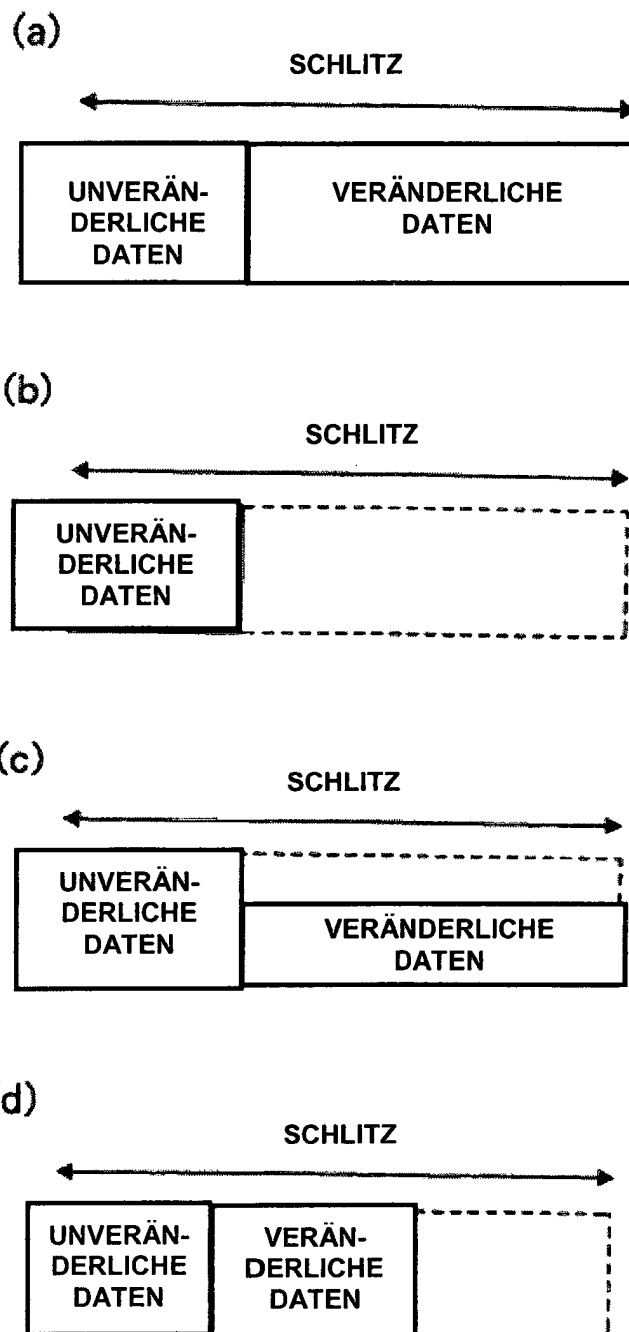 (a)
SCHLITZ
UNVERÄN-
DERLICHE
DATEN
VERÄNDERLICHE
DATEN
(b)
SCHLITZ
UNVERÄN-
DERLICHE
DATEN
(c)
SCHLITZ
UNVERÄN-
DERLICHE
DATEN
VERÄNDERLICHE
DATEN
d)
SCHLITZ
UNVERÄN-
DERLICHE
DATEN
VERÄN-
DERLICHE
DATEN